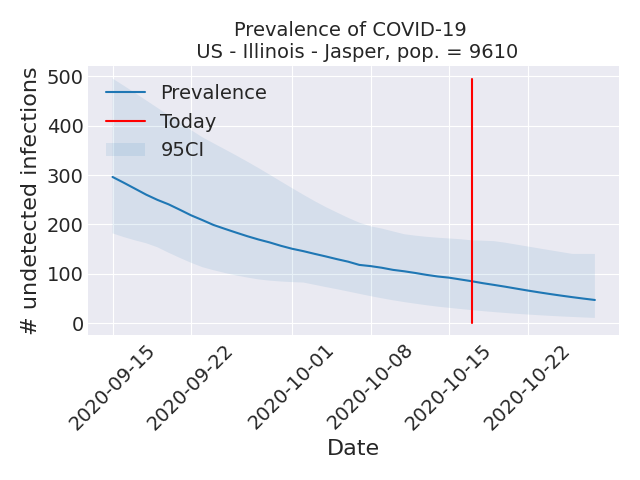 Prevalence of COVID-19
US - Illinois - Jasper, pop. = 9610
# undetected infections
500
400
300
200
100
0
Prevalence
Today
95CI
2020-09-15
2020-09-22
2020-10-01
2020-10-08
2020-10-15
2020-10-22
Date